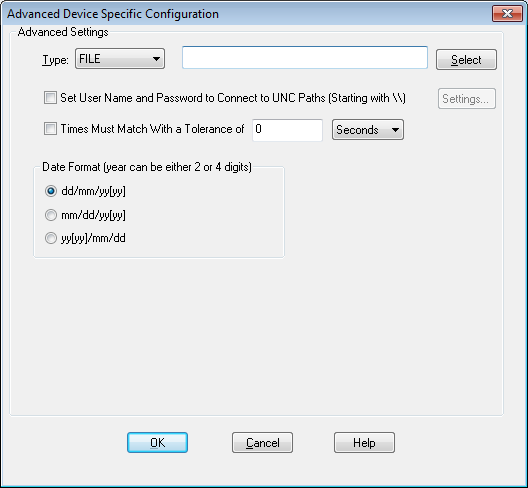 Advanced Device Specific Configuration
Advanced Settings
Type: FILE Select
Set User Name and Password to Connect to UNC Paths (Starting with \\) Settings...
Times Must Match With a Tolerance of 0 Seconds
Date Format (year can be either 2 or 4 digits)
dd/mm/yy[yy]
mm/dd/yy[yy]
yy[yy]/mm/dd
OK Cancel Help